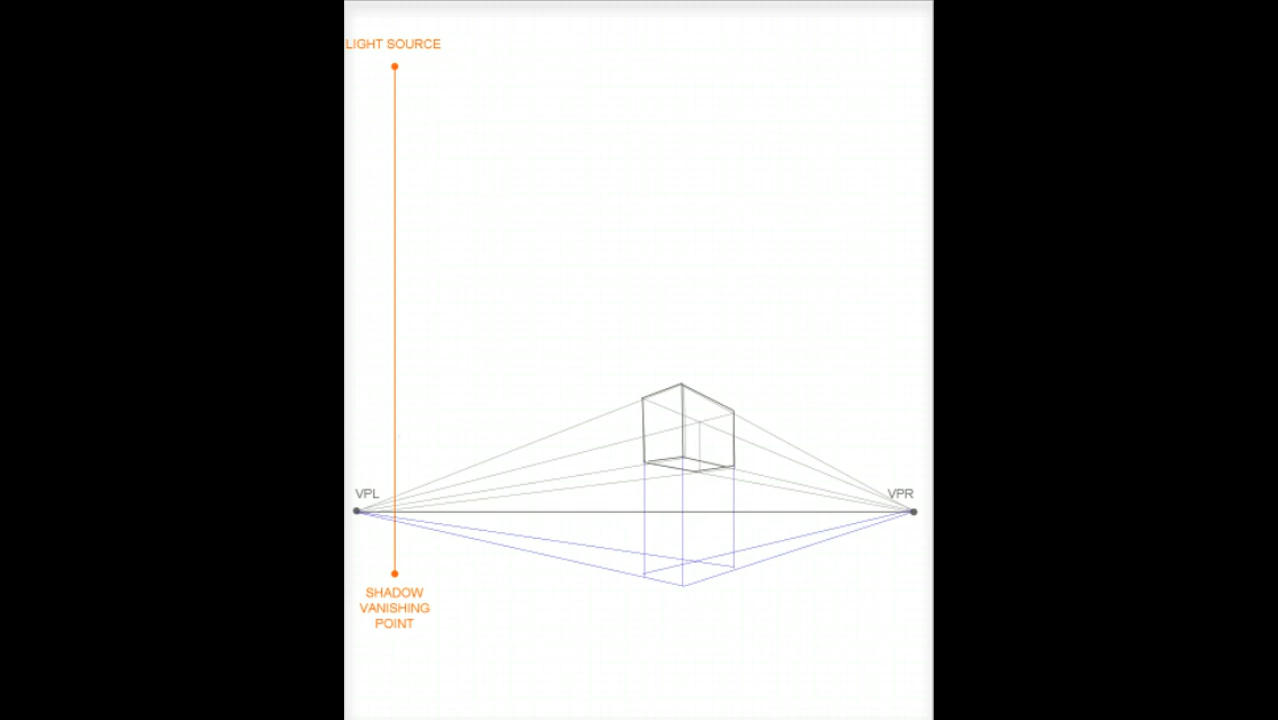 LIGHT SOURCE
VPL
VPR
SHADOW
VANISHING
POINT